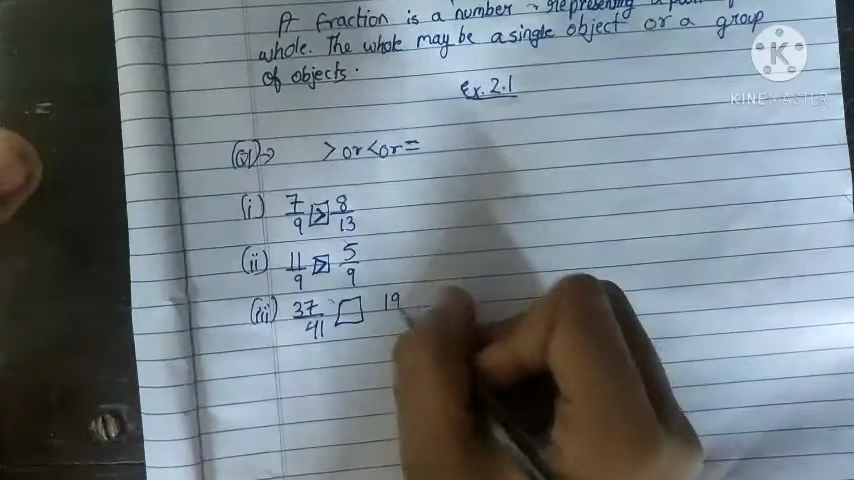 A fraction is a number representing a
whole. The whole may be a single object or a group
of objects.
Ex. 2.1
Q1→ > or < or =
(i) 7/9 > 8/13
(ii) 11/9 > 5/9
(iii) 37/41 □ 19
KINEMASTER